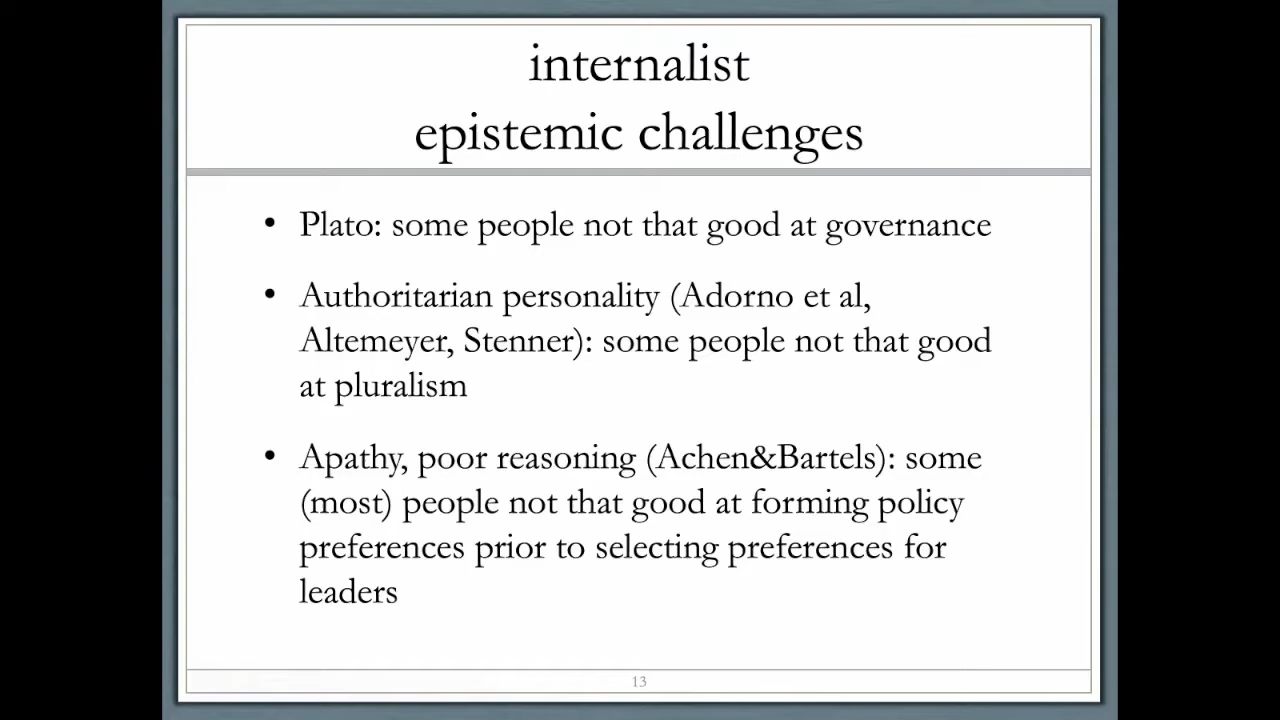 internalist
epistemic challenges
• Plato: some people not that good at governance
• Authoritarian personality (Adorno et al,
Altemeyer, Stenner): some people not that good
at pluralism
• Apathy, poor reasoning (Achen&Bartels): some
(most) people not that good at forming policy
preferences prior to selecting preferences for
leaders
13